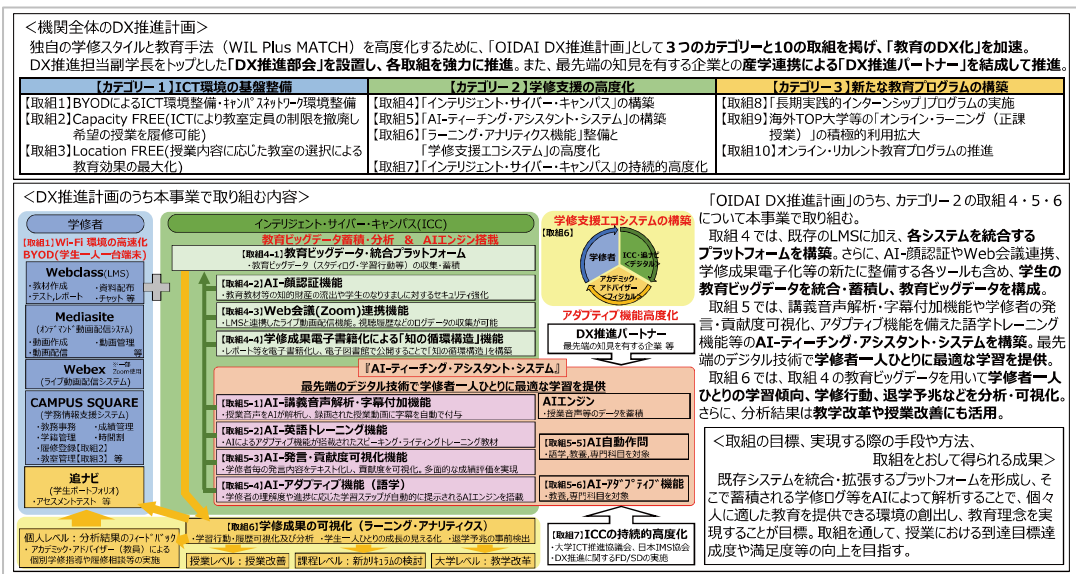 ＜機関全体のDX推進計画＞
独自の学修スタイルと教育手法（WIL Plus MATCH）を高度化するために、「OIDAI DX推進計画」として３つのカテゴリーと10の取組を掲げ、「教育のDX化」を加速。
DX推進担当副学長をトップとした「DX推進部会」を設置し、各取組を強力に推進。また、最先端の知見を有する企業との産学連携による「DX推進パートナー」を結成して推進。
【カテゴリー１】ICT環境の基盤整備
【取組1】BYODによるICT環境整備・ｷｬﾝﾊﾟｽネットワーク環境整備
【取組2】Capacity FREE(ICTにより教室定員の制限を撤廃し
希望の授業を履修可能)
【取組3】Location FREE(授業内容に応じた教室の選択による
教育効果の最大化)
【カテゴリー２】学修支援の高度化
【取組4】「インテリジェント・サイバー・キャンパス」の構築
【取組5】「AI-ティーチング・アシスタント・システム」の構築
【取組6】「ラーニング・アナリティクス機能」整備と
「学修支援エコシステム」の高度化
【取組7】「インテリジェント・サイバー・キャンパス」の持続的高度化
【カテゴリー３】新たな教育プログラムの構築
【取組8】「長期実践的インターンシップ」プログラムの実施
【取組9】海外TOP大学等の「オンライン・ラーニング（正課
授業）」の積極的利用拡大
【取組10】オンライン・リカレント教育プログラムの推進
＜DX推進計画のうち本事業で取り組む内容＞
学修者
【取組1】Wi-Fi 環境の高速化
BYOD(学生一人一台端末)
Webclass(LMS)
・教材作成 ・資料配布
・テスト,レポート ・チャット 等
Mediasite
(ｵﾝﾃﾞﾏﾝﾄﾞ動画配信ｼｽﾃﾑ)
・動画作成 ・動画管理
・動画配信 等
Webex ※一部Zoom使用
(ライブ動画配信システム)
CAMPUS SQUARE
(学務情報支援システム)
・教務事務 ・成績管理
・学籍管理 ・時間割
・履修登録【取組2】
・教室管理【取組3】 等
追ナビ
(学生ポートフォリオ)
・アセスメントテスト 等
インテリジェント・サイバー・キャンパス(ICC)
教育ビッグデータ蓄積・分析 ＆ AIエンジン搭載
【取組4-1】教育ビッグデータ・統合プラットフォーム
・教育ビッグデータ（スタディログ・学習行動等）の収集・蓄積
【取組4-2】AI-顔認証機能
・教育教材等の知的財産の流出や学生のなりすましに対するセキュリティ強化
【取組4-3】Web会議(Zoom)連携機能
・LMSと連携したライブ動画配信機能。視聴履歴などのログデータの収集が可能
【取組4-4】学修成果電子書籍化による「知の循環構造」機能
・レポート等を電子書籍化し、電子図書館で公開することで「知の循環構造」を構築
『AI-ティーチング・アシスタント・システム』
最先端のデジタル技術で学修者一人ひとりに最適な学習を提供
【取組5-1】AI-講義音声解析・字幕付加機能
・授業音声をAIが解析し、録画された授業動画に字幕を自動で付与
【取組5-2】AI-英語トレーニング機能
・AIによるアダプティブ機能が搭載されたスピーキング・ライティングトレーニング教材
【取組5-3】AI-発言・貢献度可視化機能
・学修者毎の発言内容をテキスト化し、貢献度を可視化。多面的な成績評価を実現
【取組5-4】AI-アダプティブ機能（語学）
・学修者の理解度や進捗に応じた学習ステップが自動的に提示されるAIエンジンを搭載
AIエンジン
・授業音声等のデータを蓄積
【取組5-5】AI自動作問
・語学,教養,専門科目を対象
【取組5-6】AI-ｱﾀﾞﾌﾟﾃｨﾌﾞ機能
・教養,専門科目を対象
学修支援エコシステムの構築
【取組6】
学修者
ICC・追ナビ
<デジタル>
アカデミック・
アドバイザー
<フィジカル>
アダプティブ機能高度化
DX推進パートナー
最先端の知見を有する企業 等
【取組6】学修成果の可視化（ラーニング・アナリティクス）
・学習行動・履歴可視化及び分析 ・学生一人ひとりの成長の見える化 ・退学予兆の事前検出
授業レベル：授業改善
課程レベル：新ｶﾘｷｭﾗﾑの検討
大学レベル：教学改革
個人レベル：分析結果のﾌｨｰﾄﾞﾊﾞｯｸ
・アカデミック・アドバイザー（教員）による
個別学修指導や履修相談等の実施
【取組7】ICCの持続的高度化
・大学ICT推進協議会、日本IMS協会
・DX推進に関するFD/SDの実施
「OIDAI DX推進計画」のうち、カテゴリー２の取組４・５・６
について本事業で取り組む。
取組４では、既存のLMSに加え、各システムを統合する
プラットフォームを構築。さらに、AI-顔認証やWeb会議連携、
学修成果電子化等の新たに整備する各ツールも含め、学生の
教育ビッグデータを統合・蓄積し、教育ビッグデータを構成。
取組５では、講義音声解析・字幕付加機能や学修者の発
言・貢献度可視化、アダプティブ機能を備えた語学トレーニン
グ機能等のAI-ティーチング・アシスタント・システムを構築。最先
端のデジタル技術で学修者一人ひとりに最適な学習を提供。
取組６では、取組４の教育ビッグデータを用いて学修者一人
ひとりの学習傾向、学修行動、退学予兆などを分析・可視化。
さらに、分析結果は教学改革や授業改善にも活用。
＜取組の目標、実現する際の手段や方法、
取組をとおして得られる成果＞
既存システムを統合・拡張するプラットフォームを形成し、そ
こで蓄積される学修ログ等をAIによって解析することで、個々
人に適した教育を提供できる環境の創出し、教育理念を実
現することが目標。取組を通して、授業における到達目標達
成度や満足度等の向上を目指す。